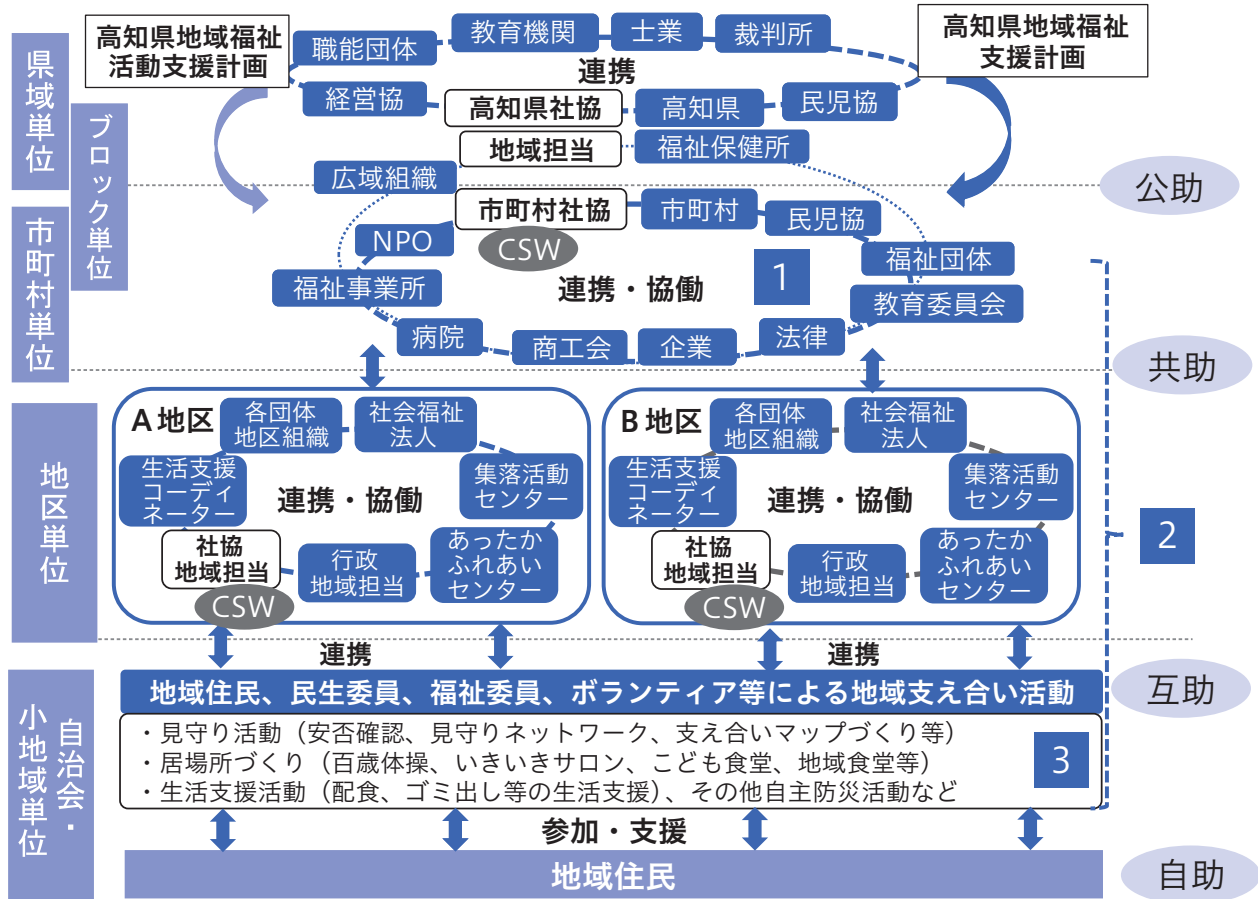 高知県地域福祉
活動支援計画
職能団体
教育機関
士業
裁判所
高知県地域福祉
支援計画
連携
経営協
高知県社協
高知県
民児協
地域担当
福祉保健所
広域組織
県域単位
ブロック単位
公助
市町村社協
CSW
市町村
民児協
NPO
福祉団体
福祉事業所
連携・協働
1
教育委員会
病院
商工会
企業
法律
市町村単位
共助
A地区
各団体
地区組織
社会福祉
法人
生活支援
コーディ
ネーター
連携・協働
集落活動
センター
社協
地域担当
CSW
行政
地域担当
あったか
ふれあい
センター
B地区
各団体
地区組織
社会福祉
法人
生活支援
コーディ
ネーター
連携・協働
集落活動
センター
社協
地域担当
CSW
行政
地域担当
あったか
ふれあい
センター
地区単位
2
連携
連携
地域住民、民生委員、福祉委員、ボランティア等による地域支え合い活動
・見守り活動（安否確認、見守りネットワーク、支え合いマップづくり等）
・居場所づくり（百歳体操、いきいきサロン、こども食堂、地域食堂等）
・生活支援活動（配食、ゴミ出し等の生活支援）、その他自主防災活動など
3
互助
自治会・
小地域単位
参加・支援
地域住民
自助